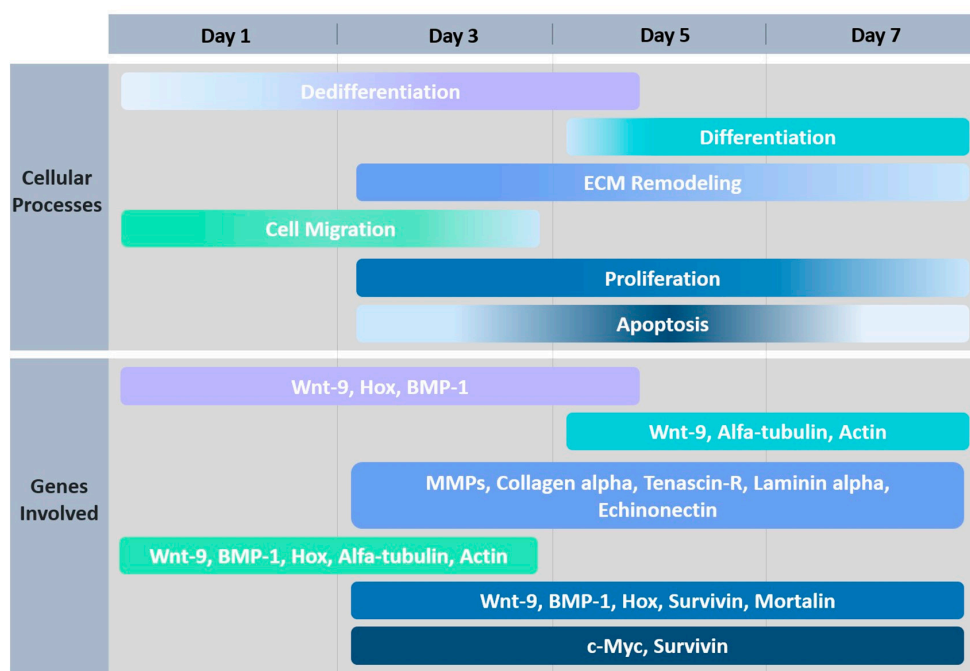 Day 1
Day 3
Day 5
Day 7
Cellular
Processes
Dedifferentiation
Differentiation
ECM Remodeling
Cell Migration
Proliferation
Apoptosis
Genes
Involved
Wnt-9, Hox, BMP-1
Wnt-9, Alfa-tubulin, Actin
MMPs, Collagen alpha, Tenascin-R, Laminin alpha,
Echinonectin
Wnt-9, BMP-1, Hox, Alfa-tubulin, Actin
Wnt-9, BMP-1, Hox, Survivin, Mortalin
c-Myc, Survivin